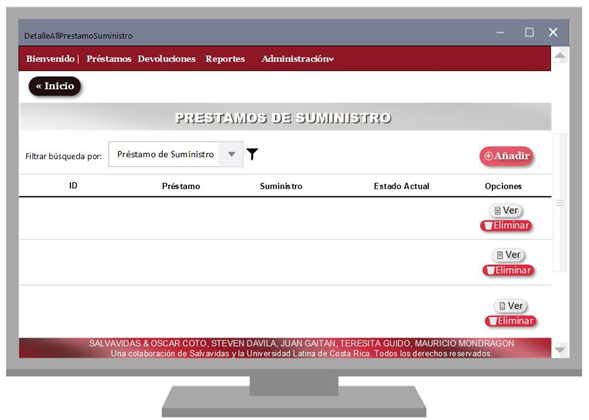 DetalleAllPrestamoSuministro
Bienvenido | Préstamos Devoluciones Reportes Administración
« Inicio
PRESTAMOS DE SUMINISTRO
Filtrar búsqueda por: Préstamo de Suministro Añadir
ID Préstamo Suministro Estado Actual Opciones
Ver
Eliminar
Ver
Eliminar
Ver
Eliminar
SALVAVIDAS & OSCAR COTO, STEVEN DAVILA, JUAN GAITAN, TERESITA GUIDO, MAURICIO MONDRAGON
Una colaboración de Salvavidas y la Universidad Latina de Costa Rica. Todos los derechos reservados.